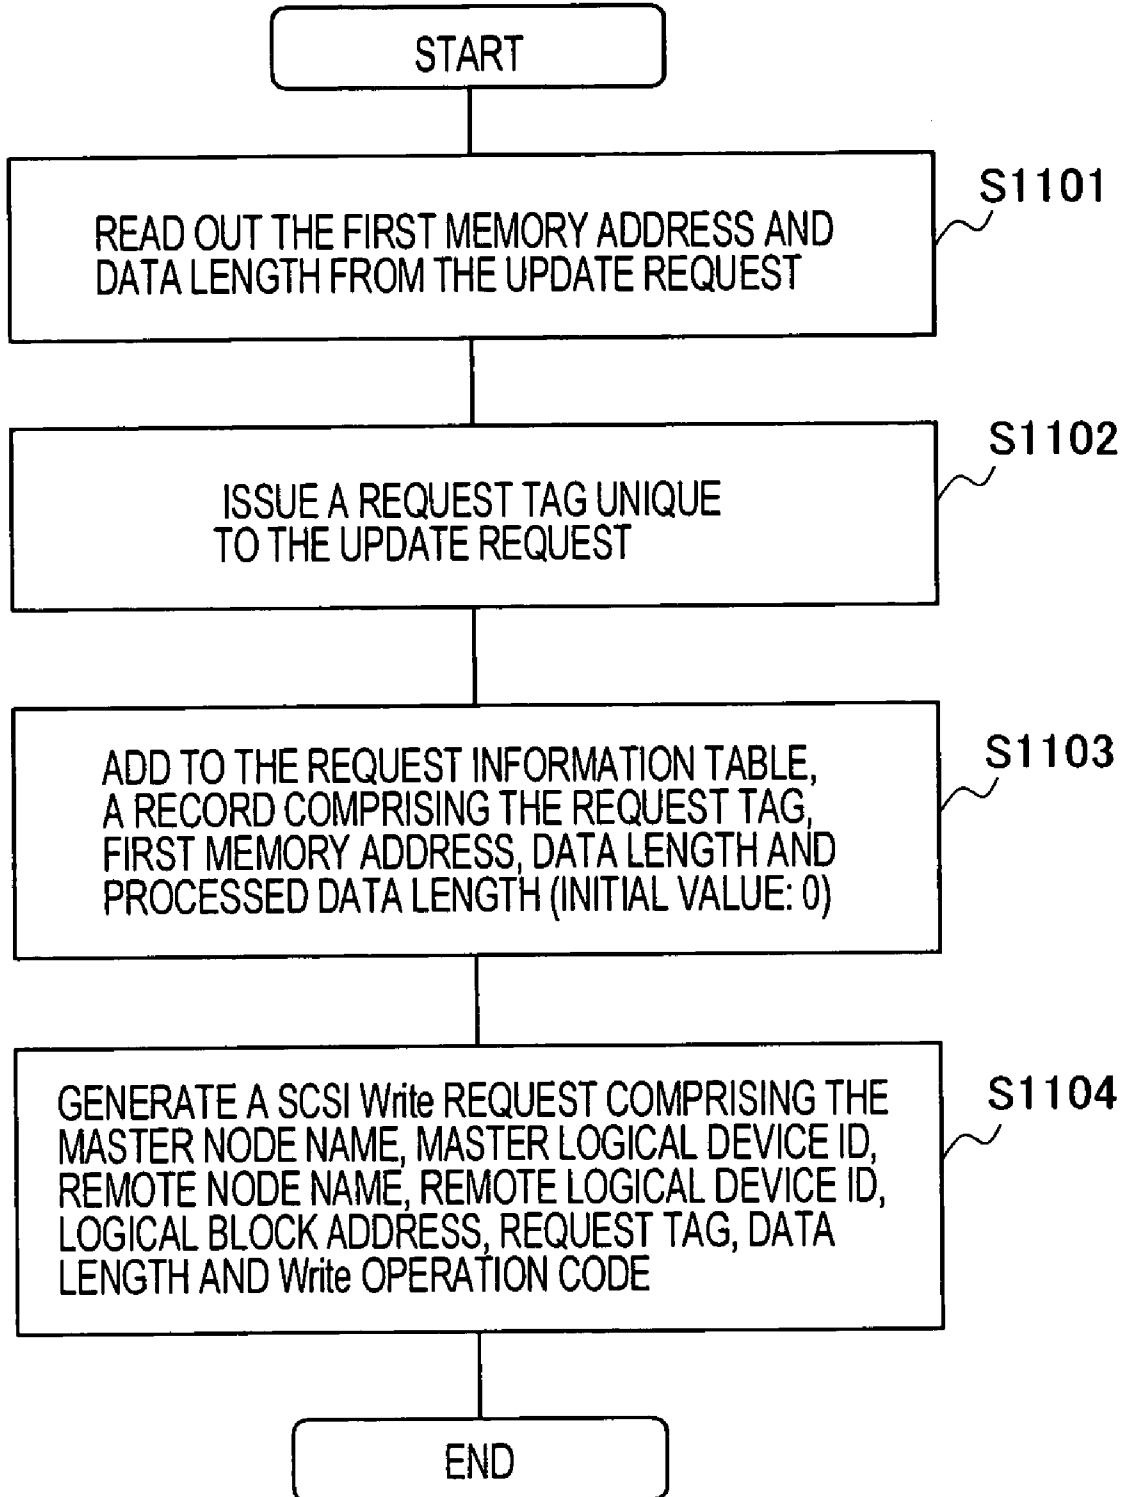 START
S1101
READ OUT THE FIRST MEMORY ADDRESS AND
DATA LENGTH FROM THE UPDATE REQUEST
S1102
ISSUE A REQUEST TAG UNIQUE
TO THE UPDATE REQUEST
S1103
ADD TO THE REQUEST INFORMATION TABLE,
A RECORD COMPRISING THE REQUEST TAG,
FIRST MEMORY ADDRESS, DATA LENGTH AND
PROCESSED DATA LENGTH (INITIAL VALUE: 0)
S1104
GENERATE A SCSI Write REQUEST COMPRISING THE
MASTER NODE NAME, MASTER LOGICAL DEVICE ID,
REMOTE NODE NAME, REMOTE LOGICAL DEVICE ID,
LOGICAL BLOCK ADDRESS, REQUEST TAG, DATA
LENGTH AND Write OPERATION CODE
END